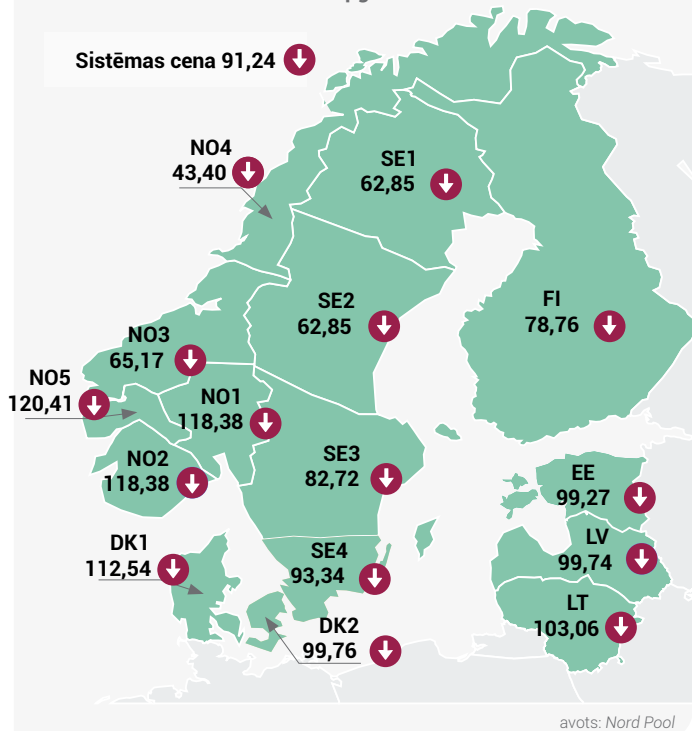 Sistēmas cena 91,24
NO4
43,40
SE1
62,85
SE2
62,85
FI
78,76
NO3
65,17
NO5
120,41
NO1
118,38
NO2
118,38
SE3
82,72
EE
99,27
DK1
112,54
SE4
93,34
LV
99,74
LT
103,06
DK2
99,76
avots: Nord Pool